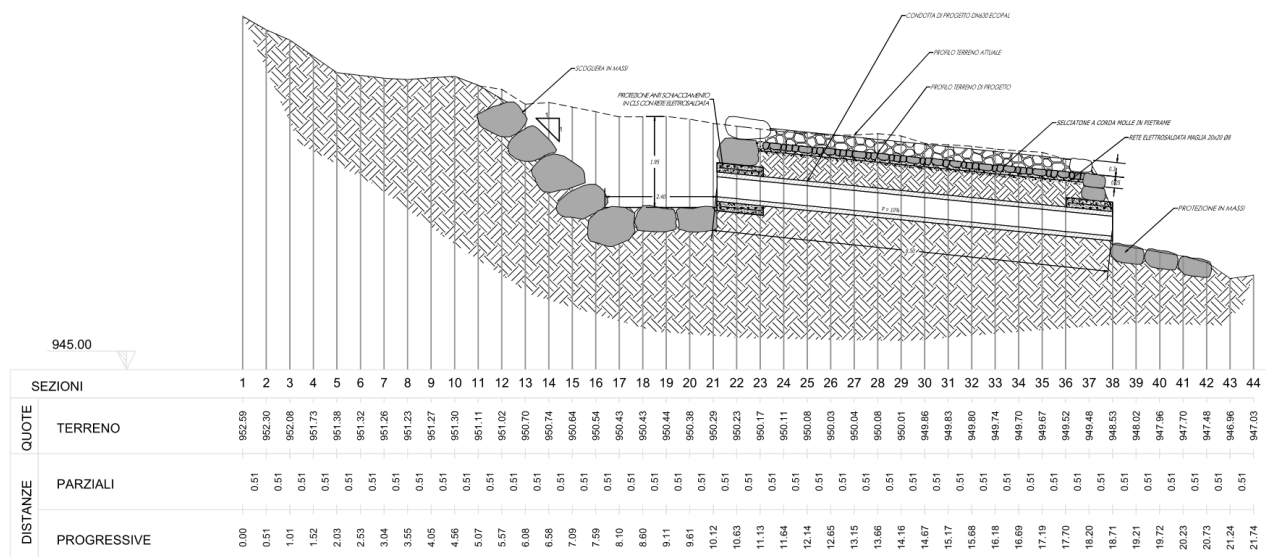 CONDOTTA DI PROGETTO DN630 ECOPAL
PROFILO TERRENO ATTUALE
SCOGLIERA IN MASSI
PROTEZIONE ANTI SCHIACCIAMENTO
IN CLS CON RETE ELETTROSALDATA
PROFILO TERRENO DI PROGETTO
SELCIATONE A CORDA MOLLE IN PIETRAME
RETE ELETTROSALDATA MAGLIA 20x20 Ø8
1
1
1.95
2.40
P = 10%
PROTEZIONE IN MASSI
945.00
SEZIONI 1 2 3 4 5 6 7 8 9 10 11 12 13 14 15 16 17 18 19 20 21 22 23 24 25 26 27 28 29 30 31 32 33 34 35 36 37 38 39 40 41 42 43 44
QUOTE
TERRENO 952.59 952.30 952.08 951.73 951.38 951.32 951.26 951.23 951.27 951.30 951.11 951.02 950.70 950.74 950.64 950.54 950.43 950.43 950.44 950.38 950.29 950.23 950.17 950.11 950.08 950.03 950.04 950.08 950.01 949.86 949.83 949.80 949.74 949.70 949.67 949.52 949.48 948.53 948.02 947.96 947.70 947.48 946.96 947.03
DISTANZE
PARZIALI 0.51 0.51 0.51 0.51 0.51 0.51 0.51 0.51 0.51 0.51 0.51 0.51 0.51 0.51 0.51 0.51 0.51 0.51 0.51 0.51 0.51 0.51 0.51 0.51 0.51 0.51 0.51 0.51 0.51 0.51 0.51 0.51 0.51 0.51 0.51 0.51 0.51 0.51 0.51 0.51 0.51 0.51 0.51
PROGRESSIVE 0.00 0.51 1.01 1.52 2.03 2.53 3.04 3.55 4.05 4.56 5.07 5.57 6.08 6.58 7.09 7.59 8.10 8.60 9.11 9.61 10.12 10.63 11.13 11.64 12.14 12.65 13.15 13.66 14.16 14.67 15.17 15.68 16.18 16.69 17.19 17.70 18.20 18.71 19.21 19.72 20.23 20.73 21.24 21.74